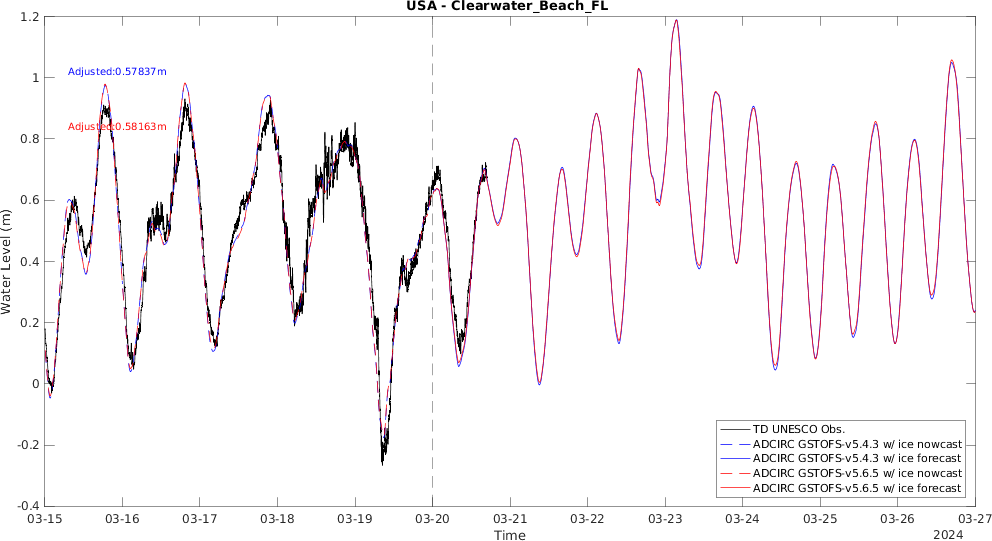 USA - Clearwater_Beach_FL
1.2
1
0.8
0.6
0.4
0.2
0
-0.2
-0.4
Water Level (m)
Adjusted:0.57837m
Adjusted:0.58163m
TD UNESCO Obs.
ADCIRC GSTOFS-v5.4.3 w/ ice nowcast
ADCIRC GSTOFS-v5.4.3 w/ ice forecast
ADCIRC GSTOFS-v5.6.5 w/ ice nowcast
ADCIRC GSTOFS-v5.6.5 w/ ice forecast
03-15 03-16 03-17 03-18 03-19 03-20 03-21 03-22 03-23 03-24 03-25 03-26 03-27
Time
2024